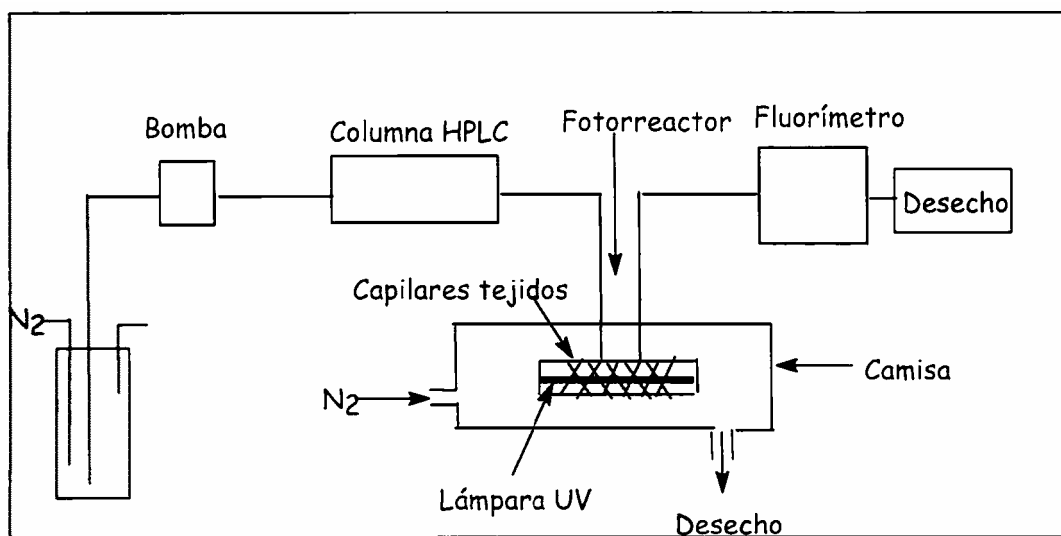 Bomba
Columna HPLC
Fotorreactor
Fluorímetro
Desecho
Capilares tejidos
N2
N2
Camisa
Lámpara UV
Desecho